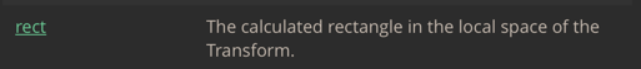 rect
The calculated rectangle in the local space of the
Transform.